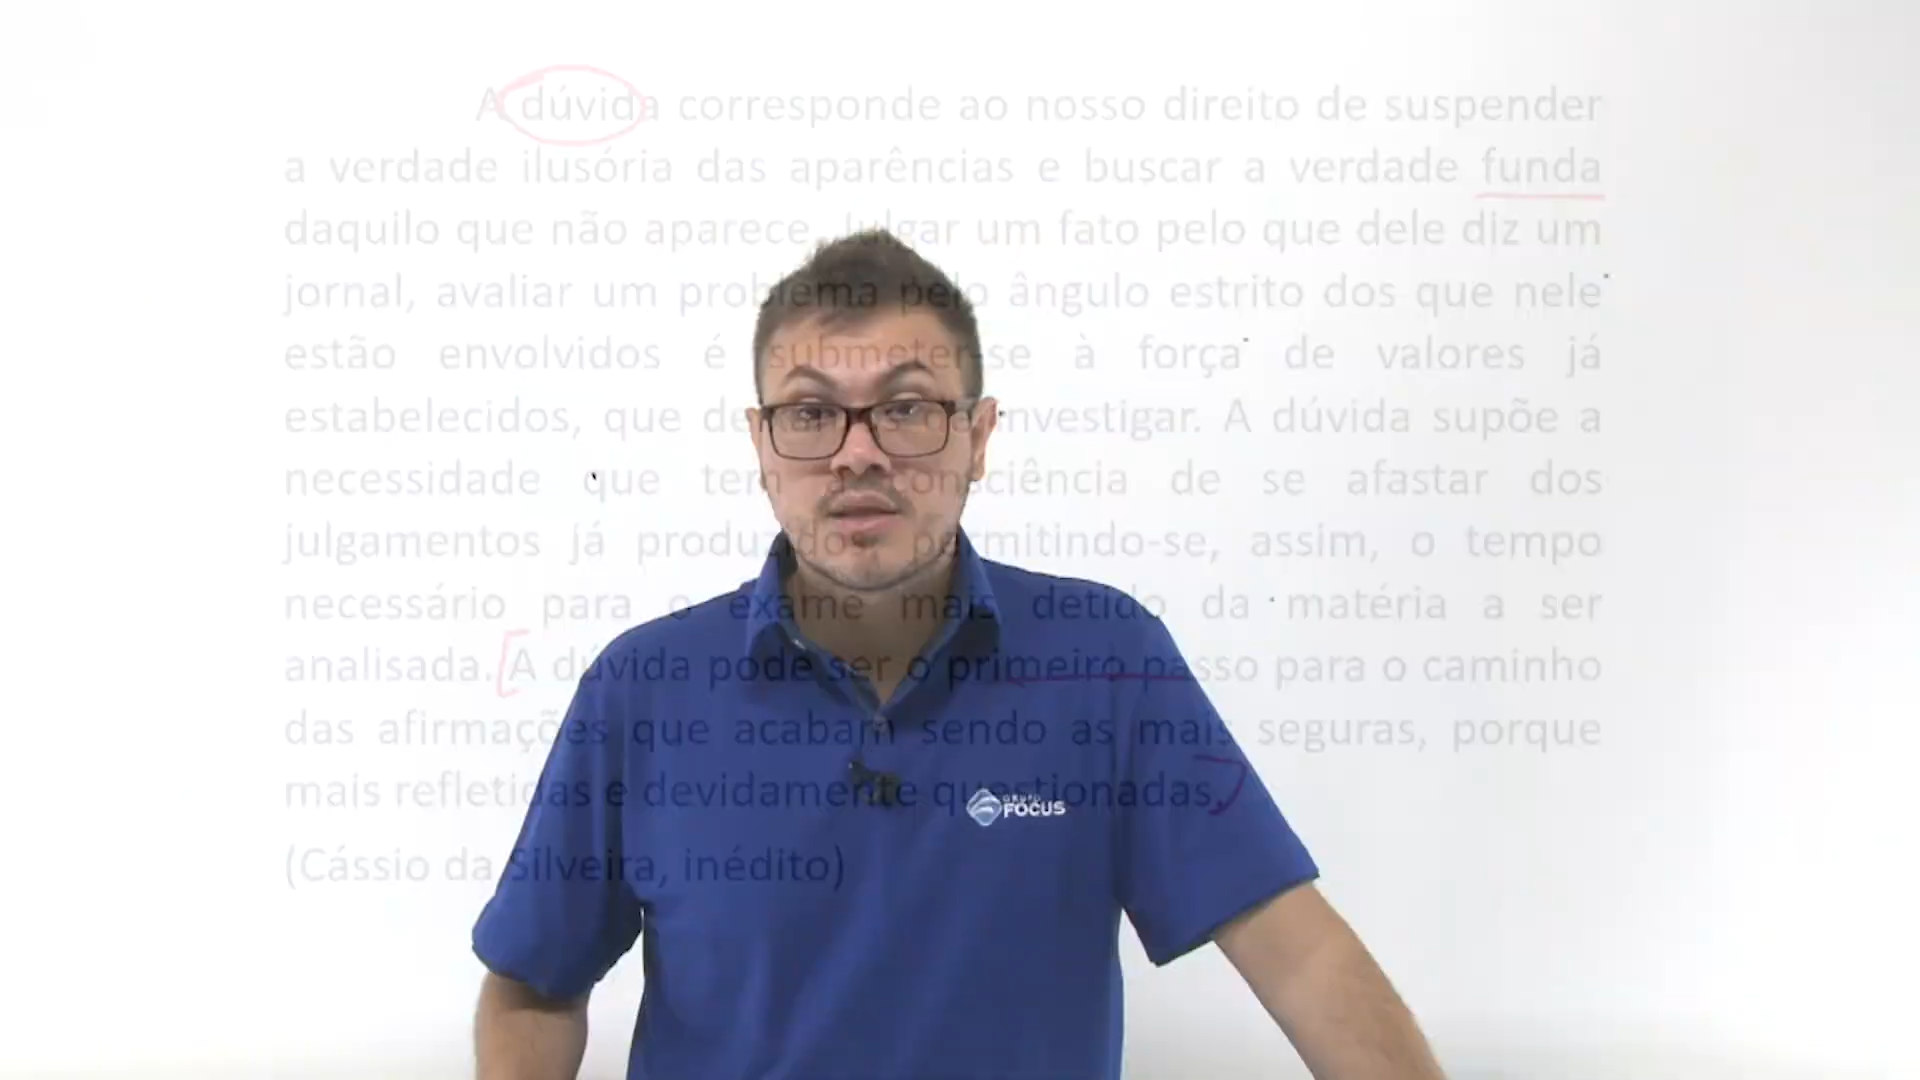 A dúvida corresponde ao nosso direito de suspender
a verdade ilusória das aparências e buscar a verdade funda
daquilo que não aparece. Julgar um fato pelo que dele diz um
jornal, avaliar um problema pelo ângulo estrito dos que nele
estão envolvidos é submeter-se à força de valores já
estabelecidos, que investigar. A dúvida supõe a
necessidade que tem a consciência de se afastar dos
julgamentos já produzidos, permitindo-se, assim, o tempo
necessário para o exame mais detido da matéria a ser
analisada. A dúvida pode ser o primeiro passo para o caminho
das afirmações que acabam sendo as mais seguras, porque
mais refletidas e devidamente questionadas.
GRUPO
FOCUS
(Cássio da Silveira, inédito)